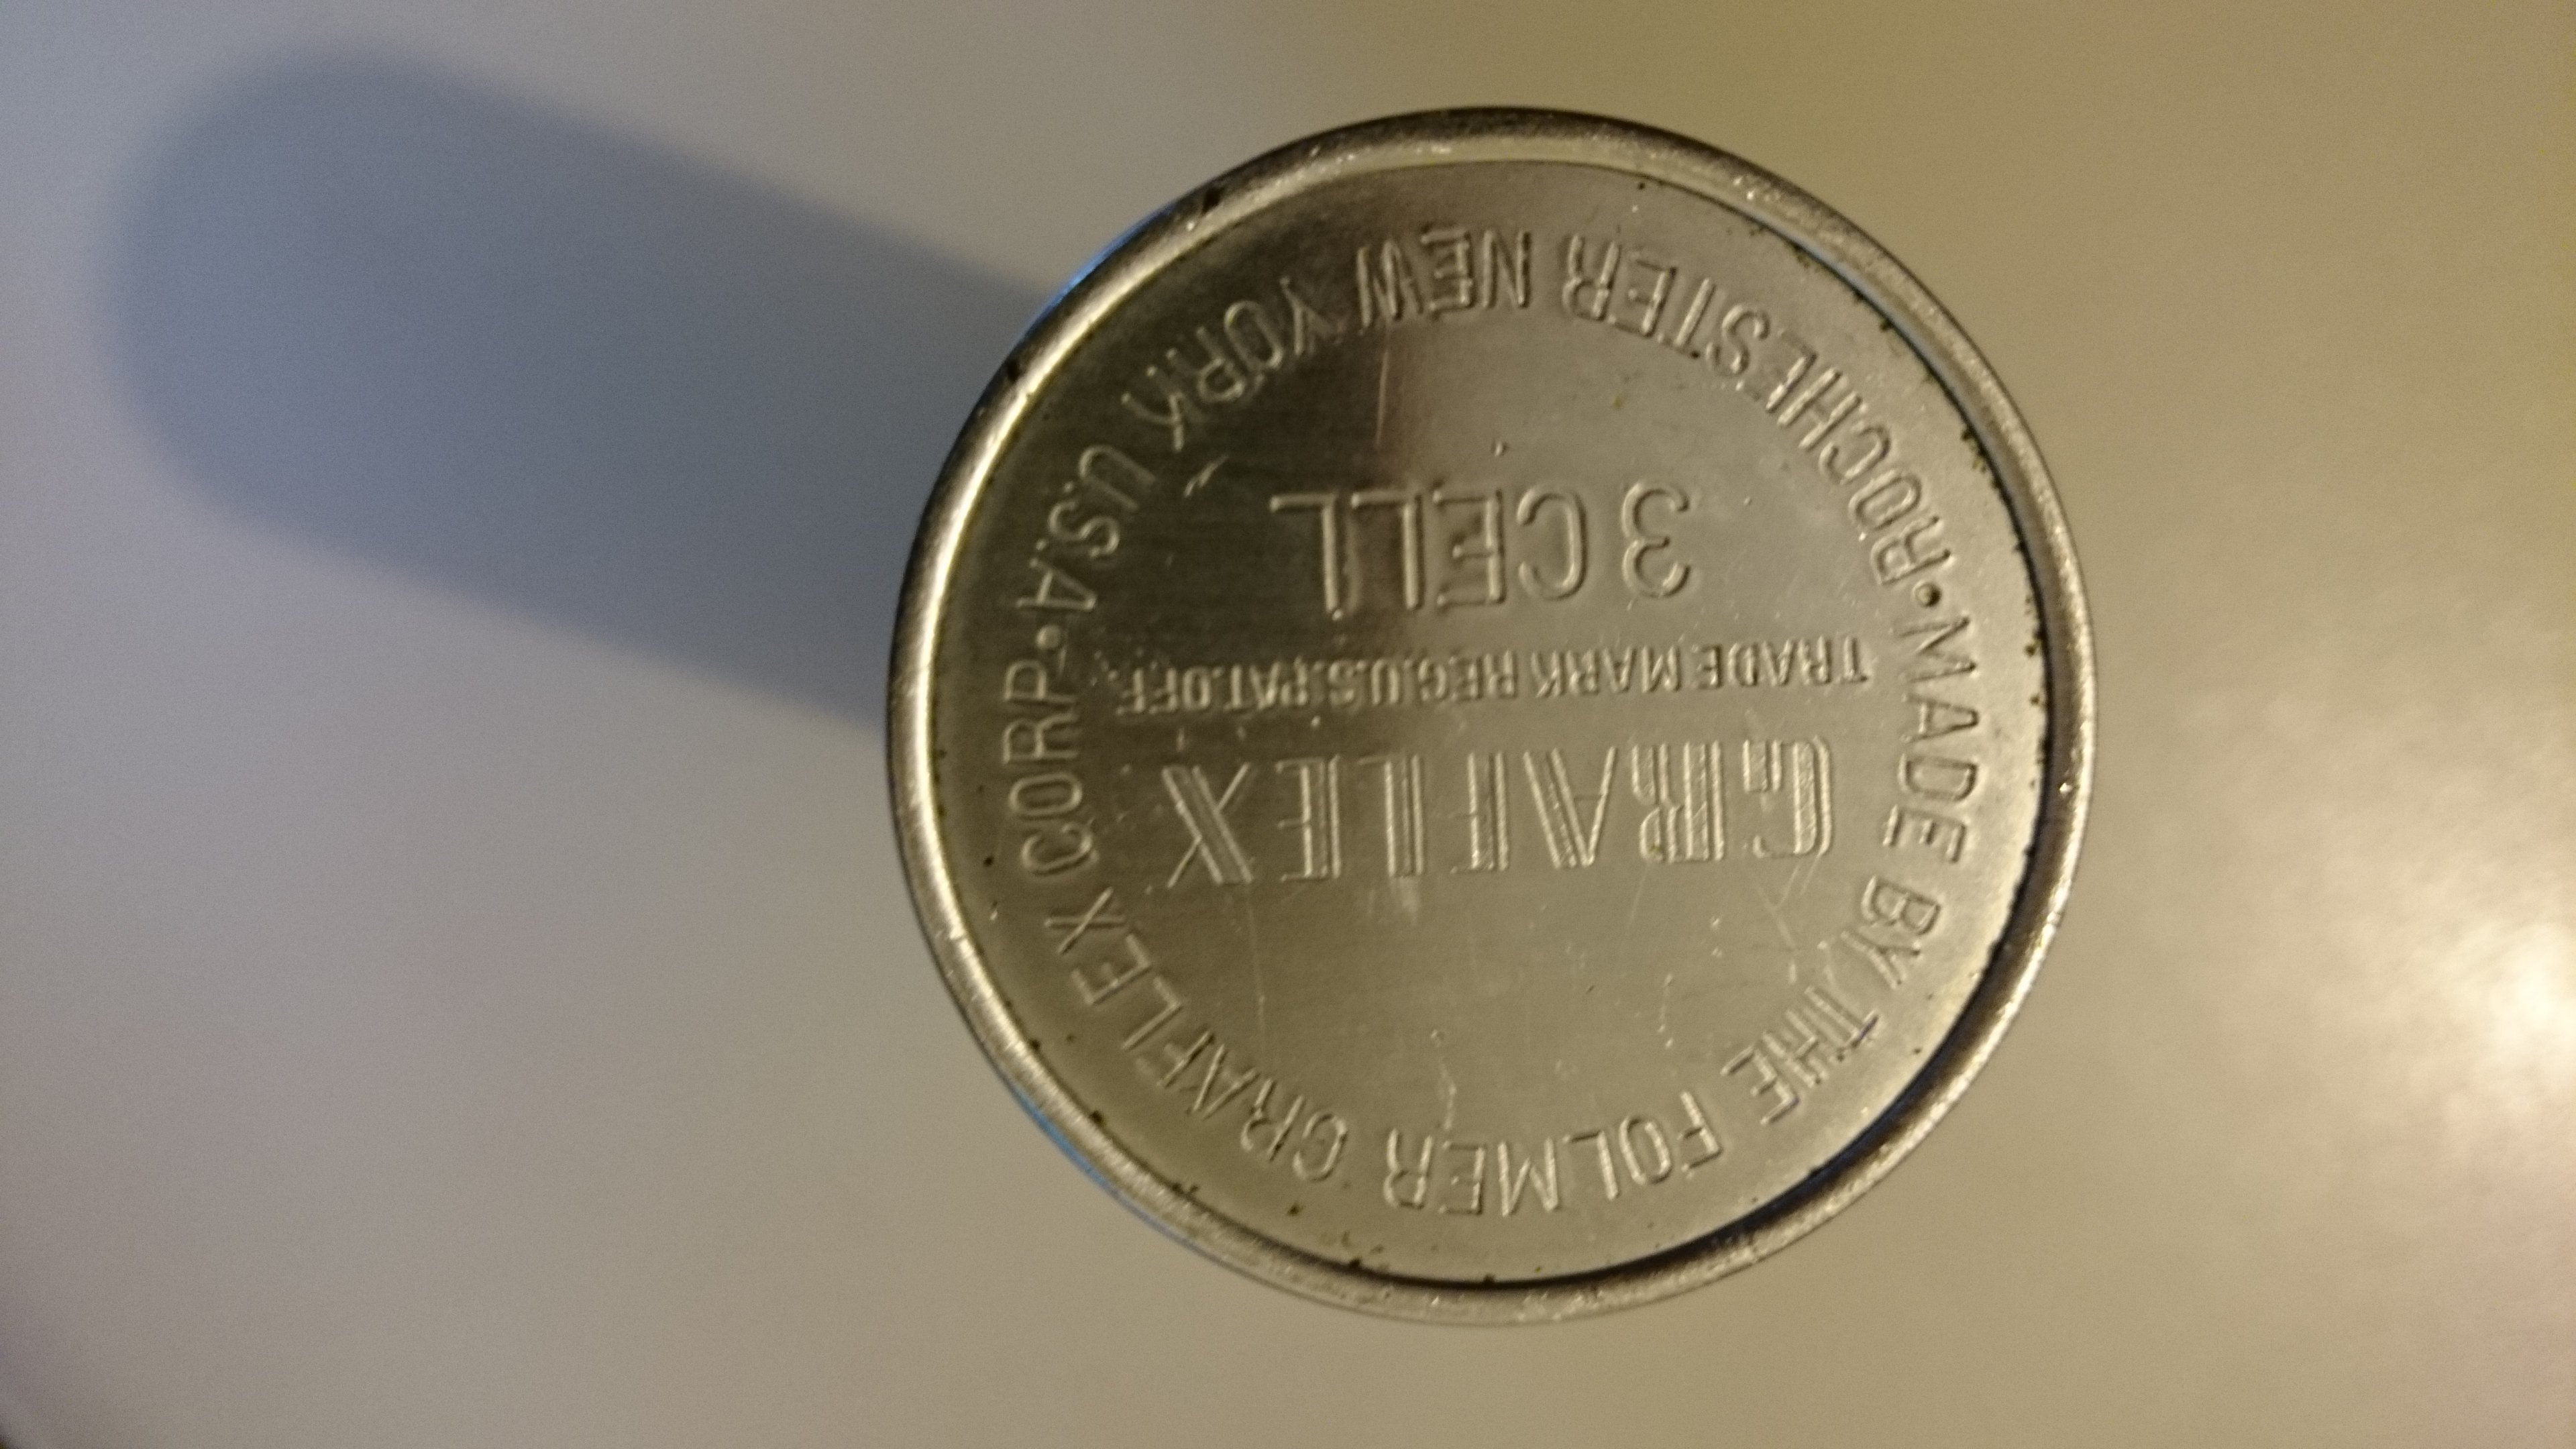 GRAFLEX
TRADE MARK REG.U.S.PAT.OFF.
3 CELL
MADE BY THE FOLMER GRAFLEX CORP.
ROCHESTER NEW YORK U.S.A.